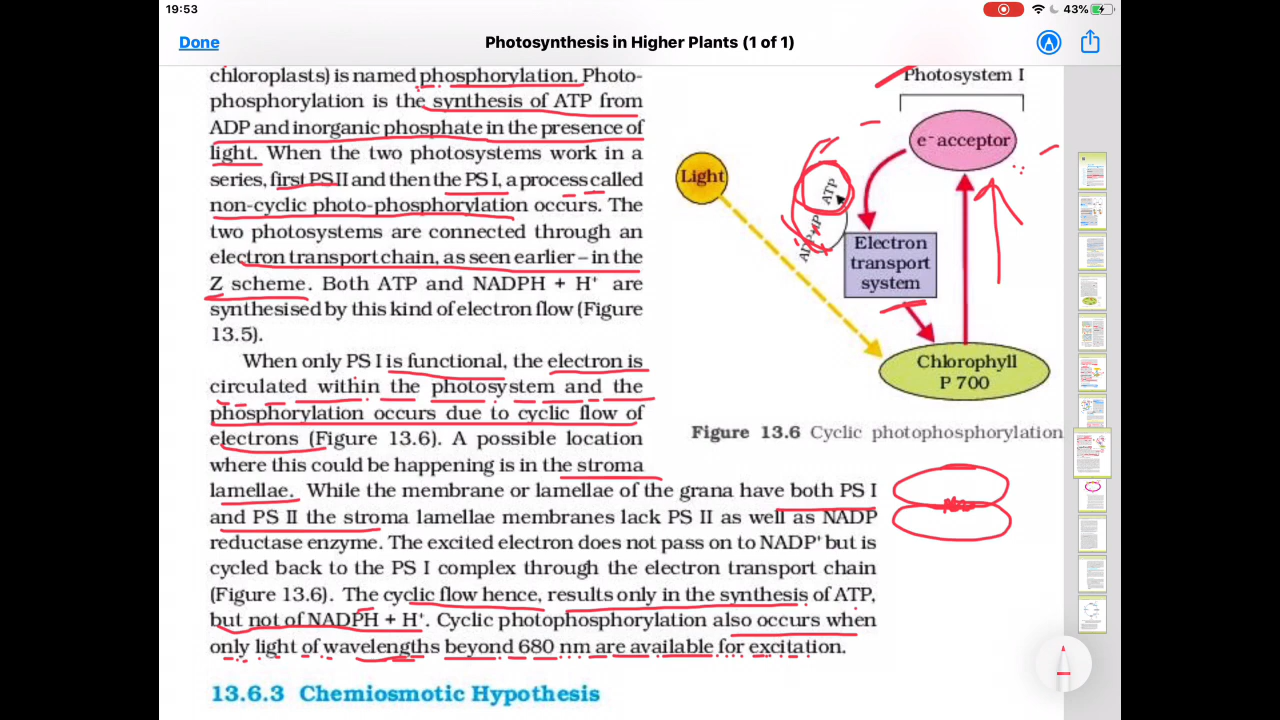 19:53
43%
Done
Photosynthesis in Higher Plants (1 of 1)
chloroplasts) is named phosphorylation. Photo-
phosphorylation is the synthesis of ATP from
ADP and inorganic phosphate in the presence of
light. When the two photosystems work in a
series, first PS II and then the PS I, a process called
non-cyclic photo-phosphorylation occurs. The
two photosystems are connected through an
electron transport chain, as seen earlier – in the
Z scheme. Both ATP and NADPH + H⁺ are
synthesised by this kind of electron flow (Figure
13.5).
When only PS I is functional, the electron is
circulated within the photosystem and the
phosphorylation occurs due to cyclic flow of
electrons (Figure 13.6). A possible location
where this could be happening is in the stroma
lamellae. While the membrane or lamellae of the grana have both PS I
and PS II the stroma lamellae membranes lack PS II as well as NADP
reductase enzyme. The excited electron does not pass on to NADP⁺ but is
cycled back to the PS I complex through the electron transport chain
(Figure 13.6). The cyclic flow hence, results only in the synthesis of ATP,
but not of NADPH + H⁺. Cyclic photophosphorylation also occurs when
only light of wavelengths beyond 680 nm are available for excitation.
13.6.3 Chemiosmotic Hypothesis
Photosystem I
e⁻ acceptor
Light
ATP
Electron
transport
system
Chlorophyll
P 700
Figure 13.6 Cyclic photophosphorylation